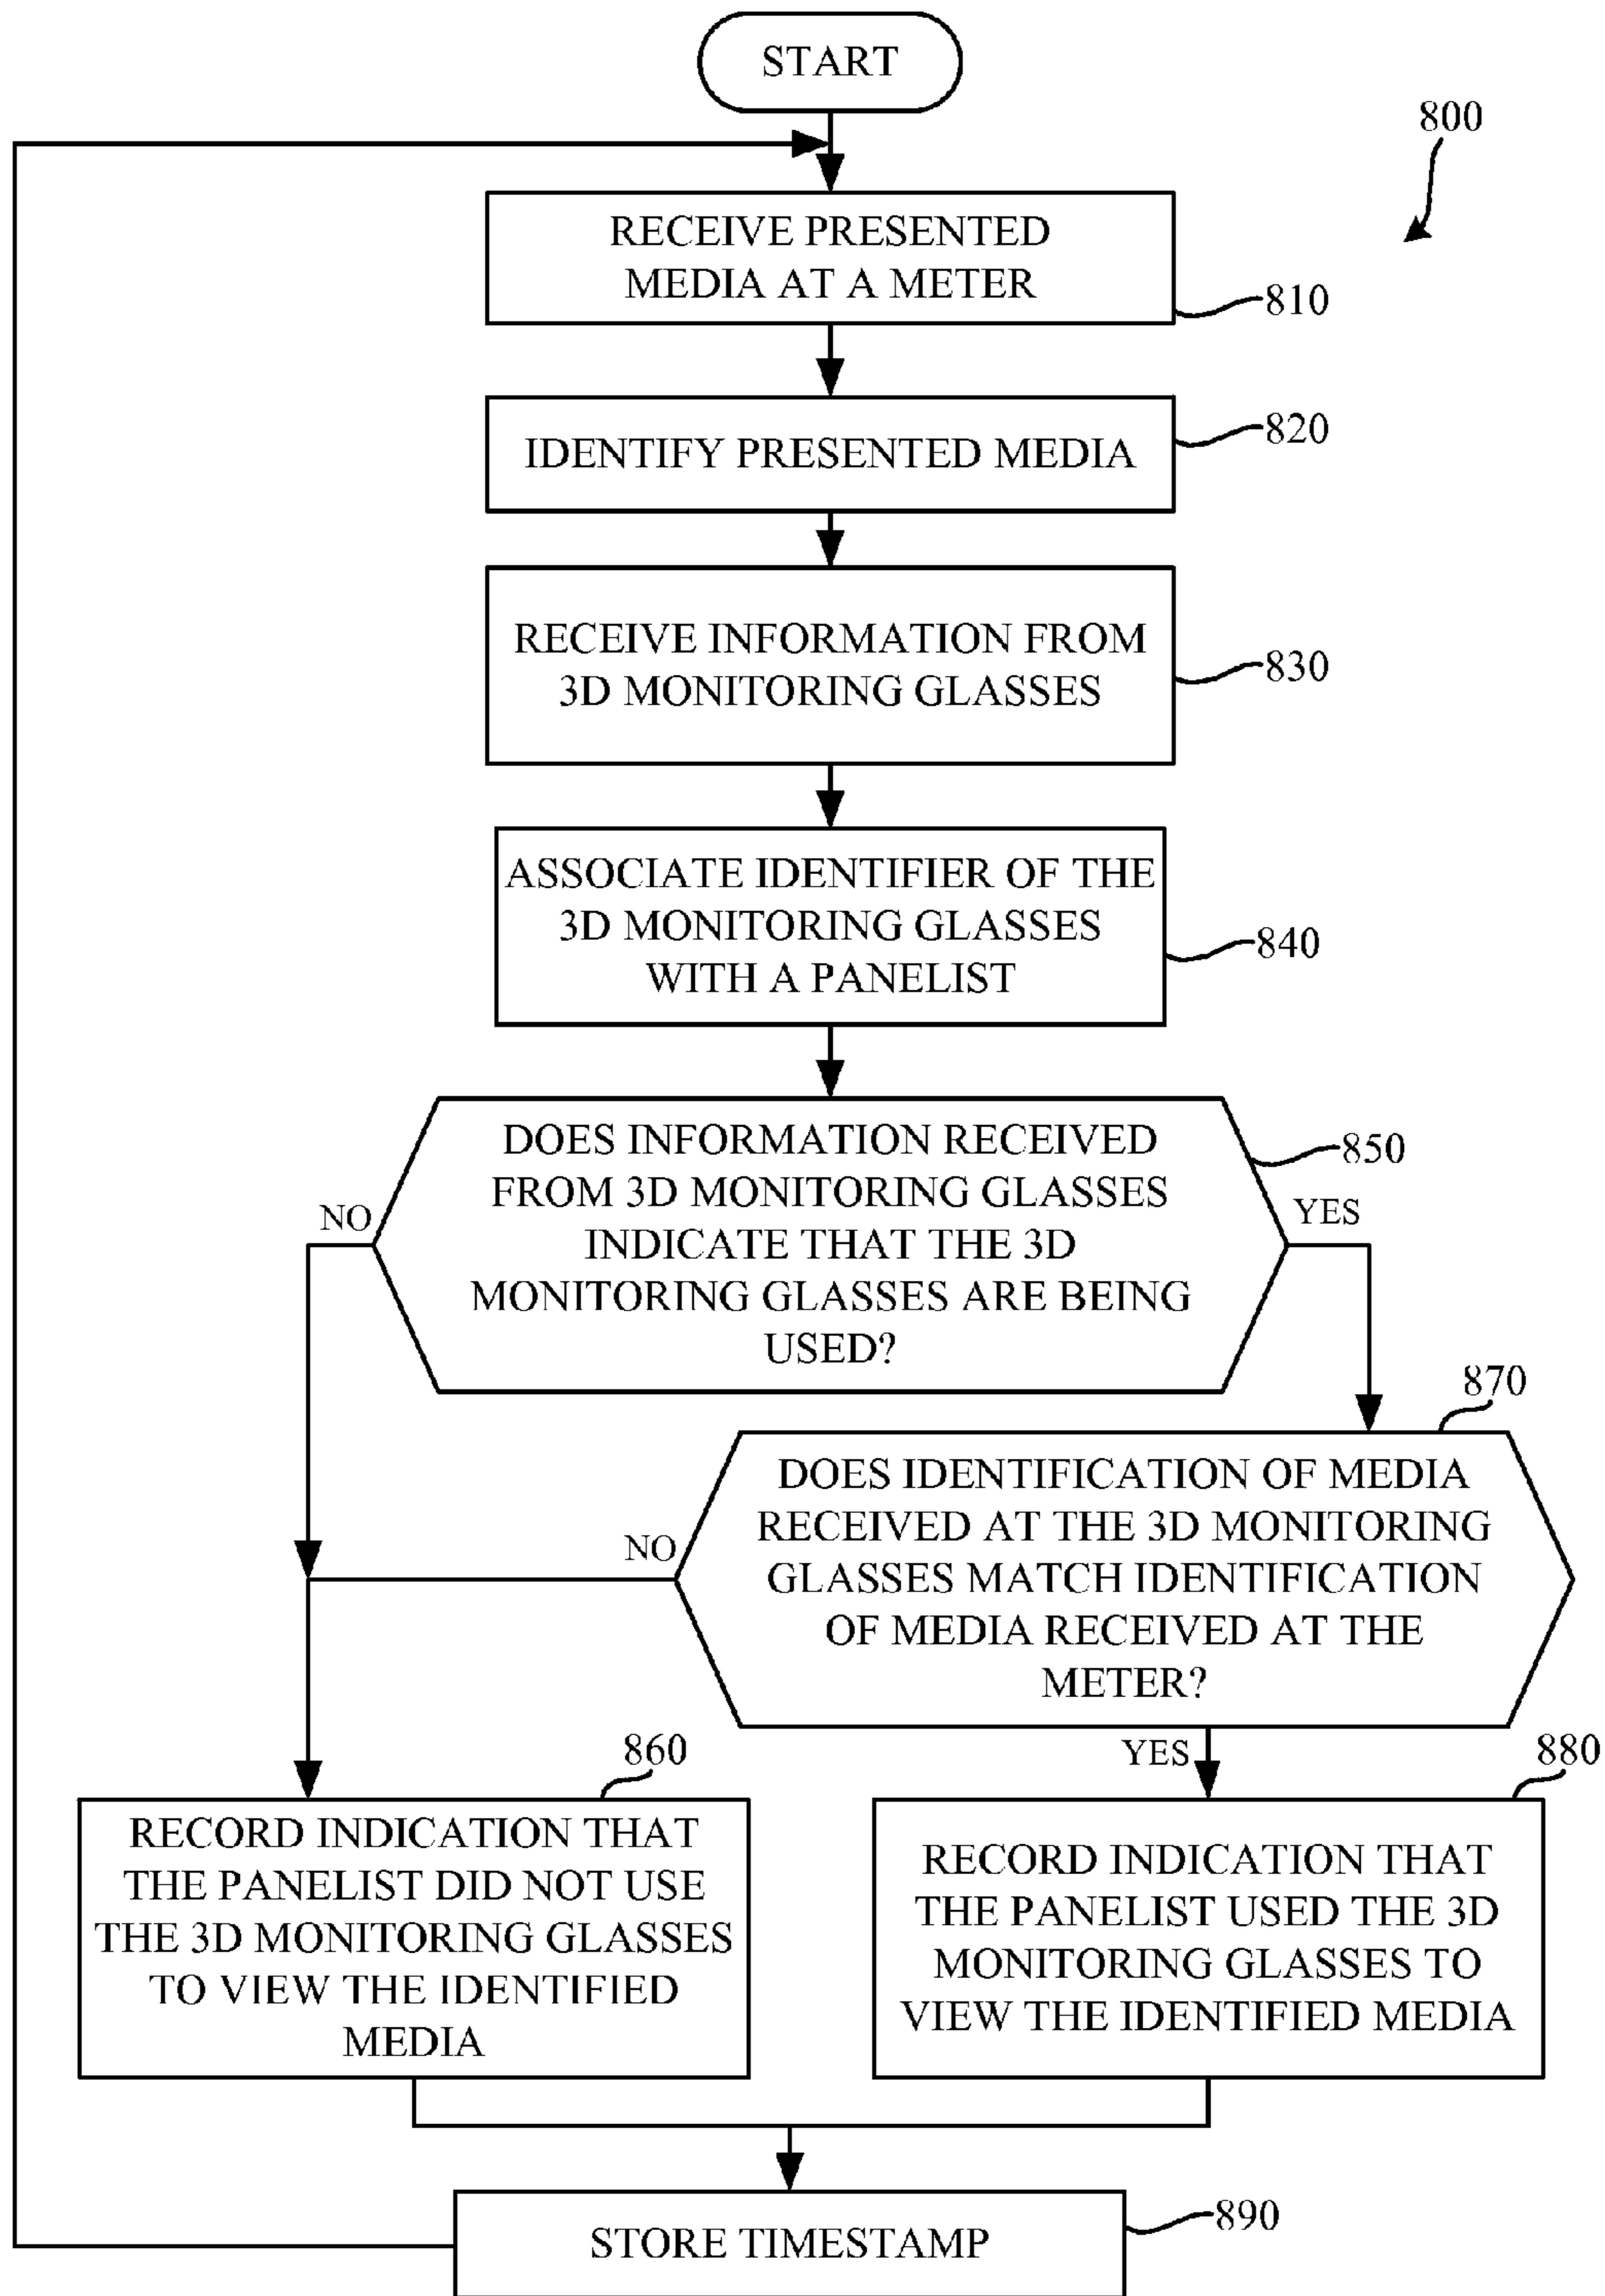 START
800
RECEIVE PRESENTED
MEDIA AT A METER
810
IDENTIFY PRESENTED MEDIA
820
RECEIVE INFORMATION FROM
3D MONITORING GLASSES
830
ASSOCIATE IDENTIFIER OF THE
3D MONITORING GLASSES
WITH A PANELIST
840
DOES INFORMATION RECEIVED
FROM 3D MONITORING GLASSES
INDICATE THAT THE 3D
MONITORING GLASSES ARE BEING
USED?
850
NO
YES
870
DOES IDENTIFICATION OF MEDIA
RECEIVED AT THE 3D MONITORING
GLASSES MATCH IDENTIFICATION
OF MEDIA RECEIVED AT THE
METER?
NO
YES
860
RECORD INDICATION THAT
THE PANELIST DID NOT USE
THE 3D MONITORING GLASSES
TO VIEW THE IDENTIFIED
MEDIA
880
RECORD INDICATION THAT
THE PANELIST USED THE 3D
MONITORING GLASSES TO
VIEW THE IDENTIFIED MEDIA
STORE TIMESTAMP
890